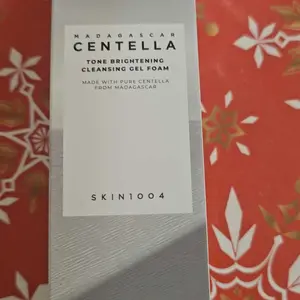 MADAGASCAR
CENTELLA
TONE BRIGHTENING
CLEANSING GEL FOAM
MADE WITH PURE CENTELLA
FROM MADAGASCAR
SKIN1004